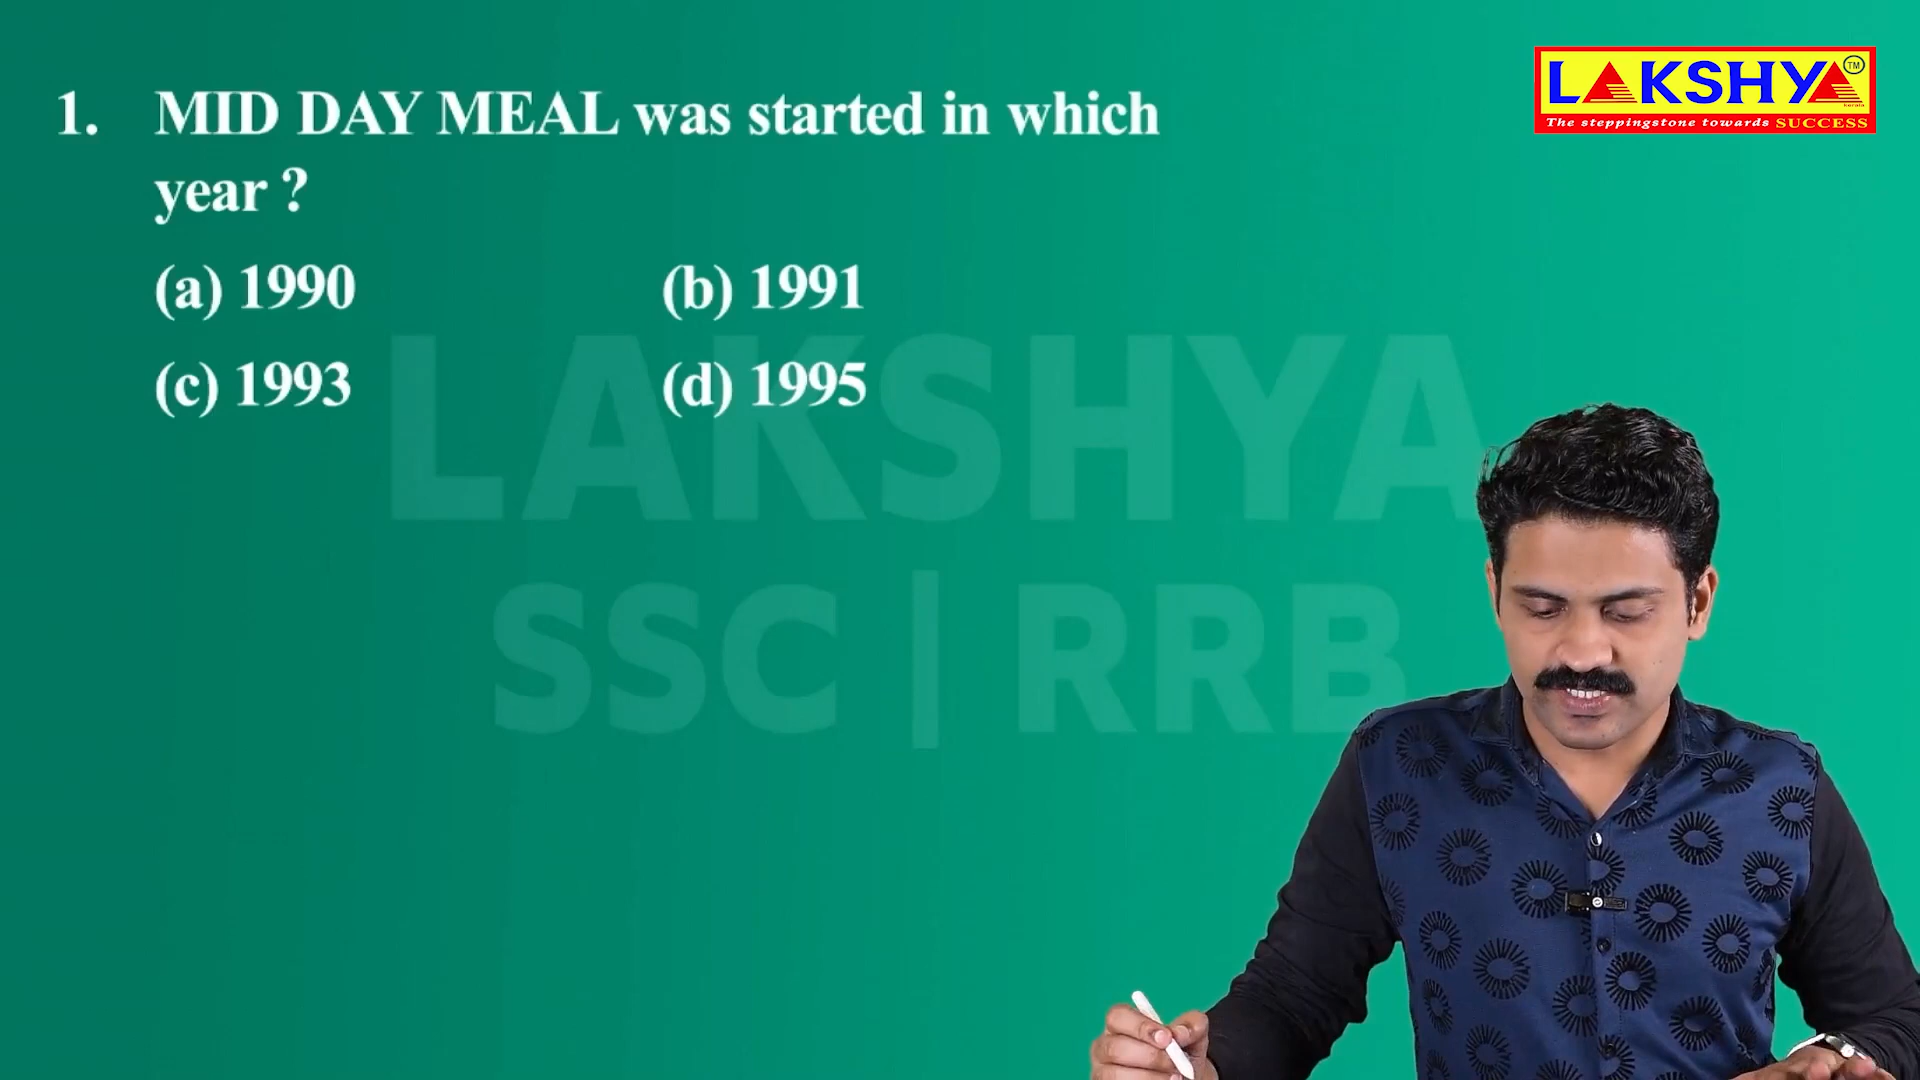 LAKSHYA TM
The steppingstone towards SUCCESS
1. MID DAY MEAL was started in which
year ?
(a) 1990 (b) 1991
(c) 1993 (d) 1995
LAKSHYA
SSC | RRB